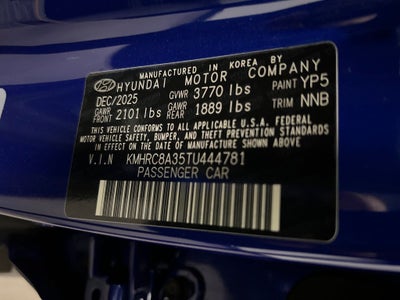 MANUFACTURED IN KOREA BY
HYUNDAI MOTOR COMPANY
DEC/2025 GVWR 3770 lbs PAINT YP5
GAWR FRONT 2101 lbs GAWR REAR 1889 lbs TRIM NNB
THIS VEHICLE CONFORMS TO ALL APPLICABLE U.S. FEDERAL
MOTOR VEHICLE SAFETY, BUMPER, AND THEFT PREVENTION
STANDARDS IN EFFECT ON THE DATE OF MANUFACTURE
SHOWN ABOVE.
V.I.N KMHRC8A35TU444781
PASSENGER CAR